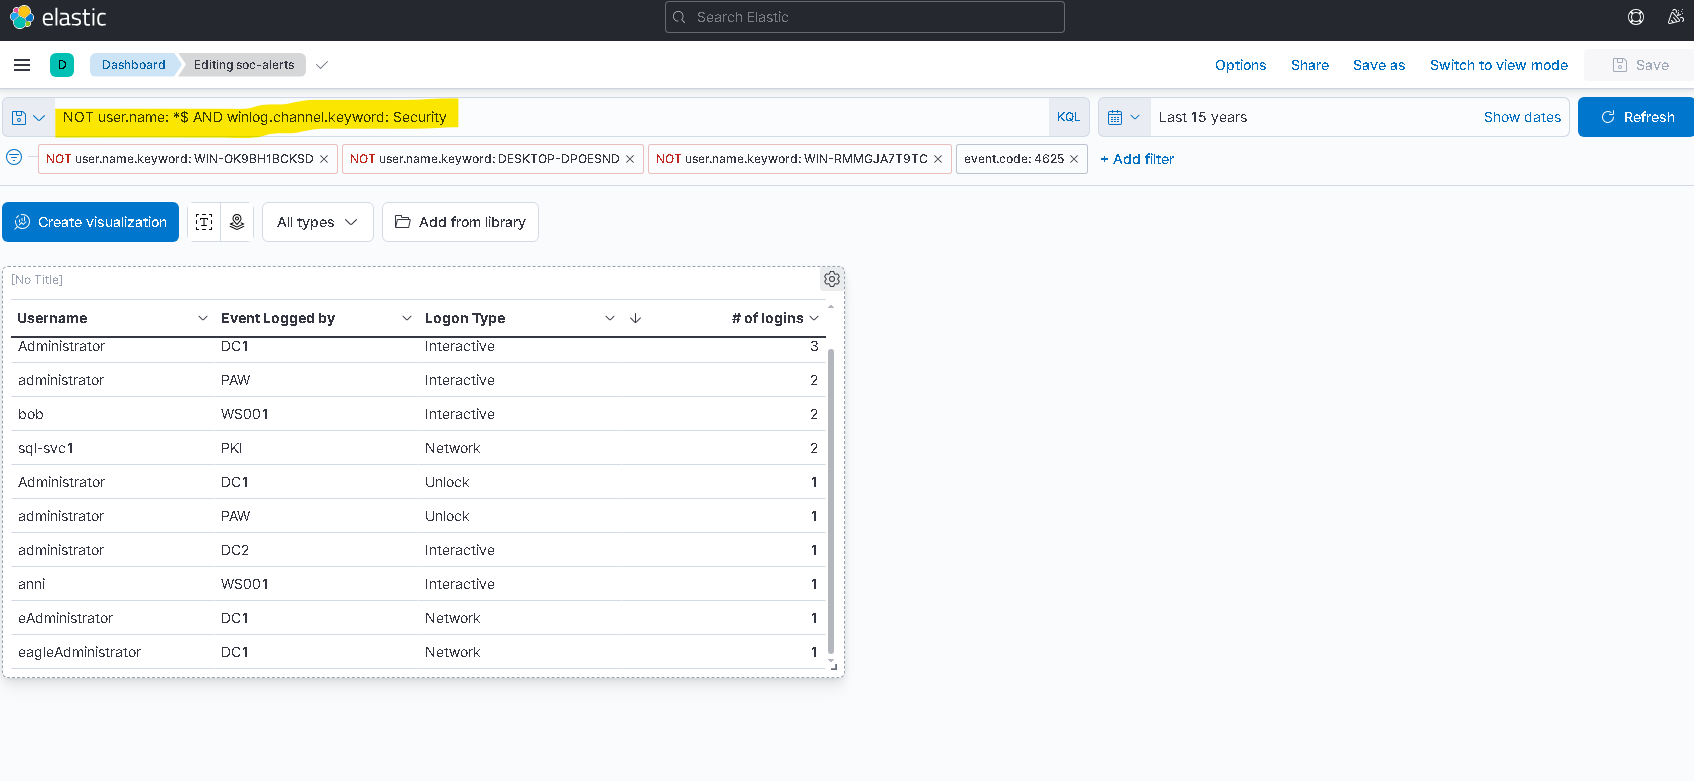 elastic
Search Elastic
D
Dashboard
Editing soc-alerts
Options
Share
Save as
Switch to view mode
Save
NOT user.name: *$ AND winlog.channel.keyword: Security
KQL
Last 15 years
Show dates
Refresh
NOT user.name.keyword: WIN-OK9BH1BCKSD ×
NOT user.name.keyword: DESKTOP-DPOESND ×
NOT user.name.keyword: WIN-RMMGJA7T9TC ×
event.code: 4625 ×
+ Add filter
Create visualization
T
All types
Add from library
[No Title]
Username Event Logged by Logon Type # of logins
Administrator DC1 Interactive 3
administrator PAW Interactive 2
bob WS001 Interactive 2
sql-svc1 PKI Network 2
Administrator DC1 Unlock 1
administrator PAW Unlock 1
administrator DC2 Interactive 1
anni WS001 Interactive 1
eAdministrator DC1 Network 1
eagleAdministrator DC1 Network 1